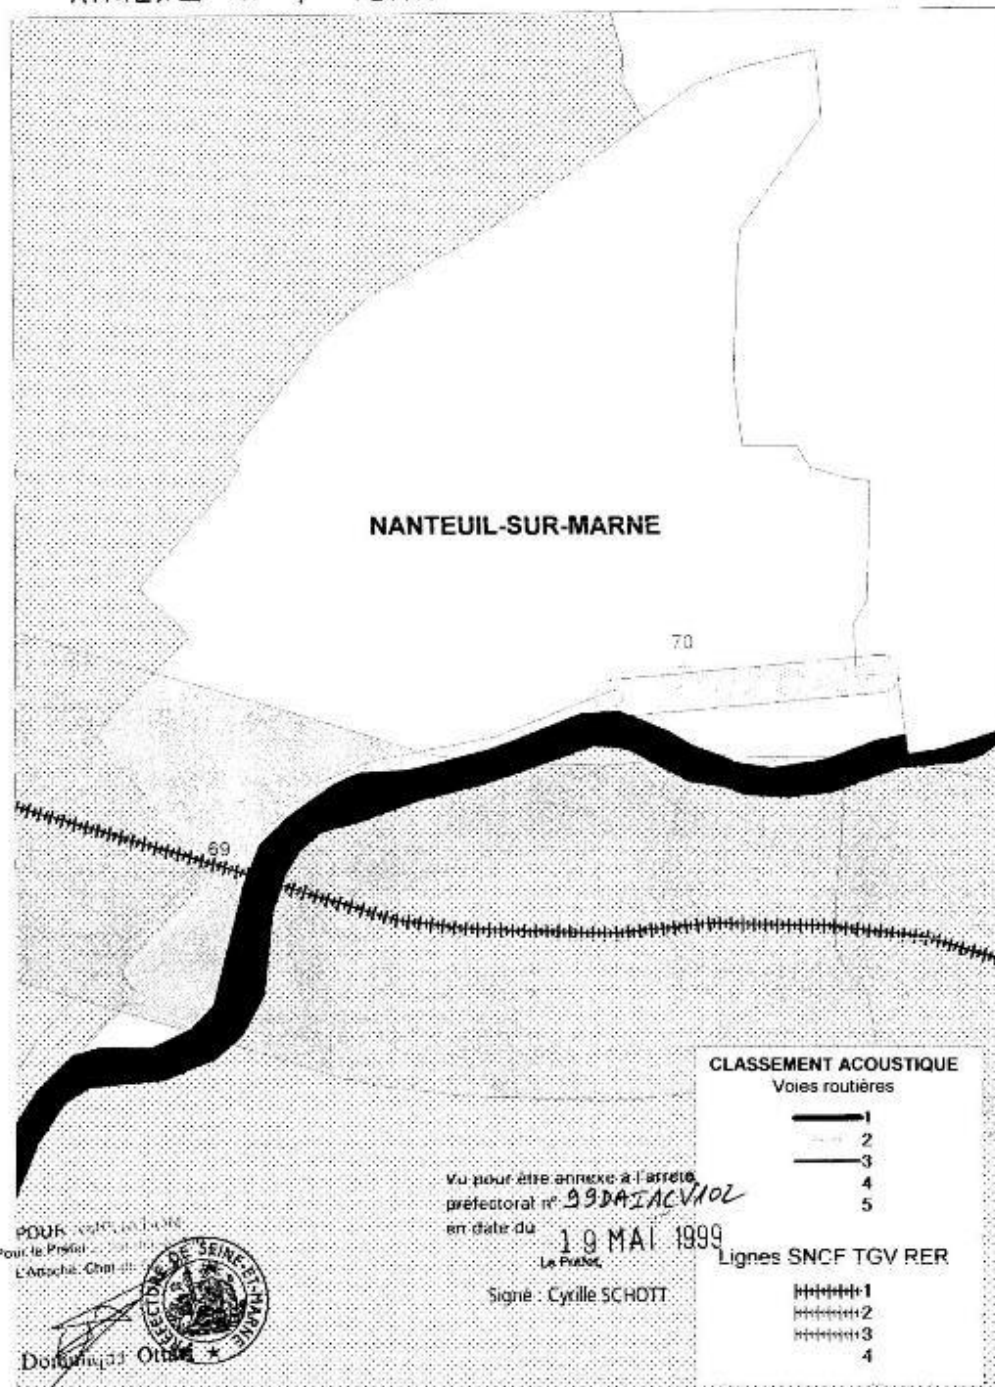 NANTEUIL-SUR-MARNE
70
69
CLASSEMENT ACOUSTIQUE
Voies routières
1
2
3
4
5
Vu pour être annexe à l'arrete
préfectoral n° 99DAIACV102
en date du
19 MAI 1999
Le Préfet,
Signé : Cyrille SCHOTT
Lignes SNCF TGV RER
1
2
3
4
POUR
Pour le Préfet
L'Attaché, Chef
PREFECTURE DE SEINE-ET-MARNE